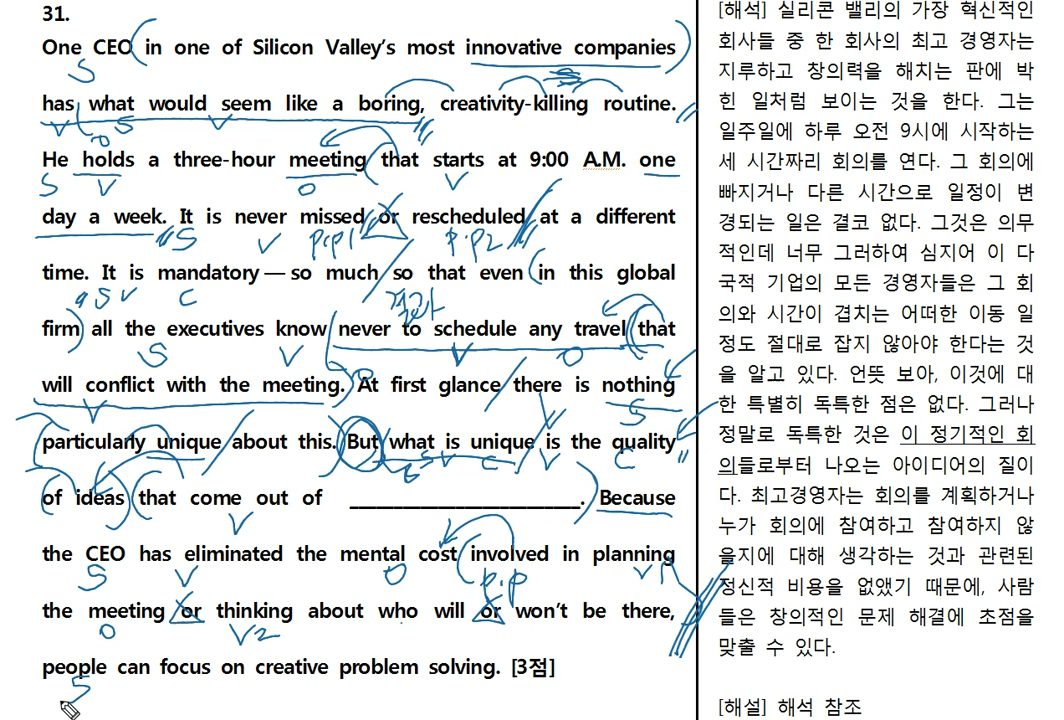 31.
One CEO in one of Silicon Valley's most innovative companies
has what would seem like a boring, creativity-killing routine.
He holds a three-hour meeting that starts at 9:00 A.M. one
day a week. It is never missed or rescheduled at a different
time. It is mandatory — so much so that even in this global
firm all the executives know never to schedule any travel that
will conflict with the meeting. At first glance there is nothing
particularly unique about this. But what is unique is the quality
of ideas that come out of ____________________. Because
the CEO has eliminated the mental cost involved in planning
the meeting or thinking about who will or won't be there,
people can focus on creative problem solving. [3점]
S
V
O
S
V
S
V
O
V
S
V
p.p1
p.p2
S V
C
결과
S
V
V
O
O
V
S
S V
C
V
C
V
S
V
O
p.p
V1
O
V2
S
[해석] 실리콘 밸리의 가장 혁신적인
회사들 중 한 회사의 최고 경영자는
지루하고 창의력을 해치는 판에 박
힌 일처럼 보이는 것을 한다. 그는
일주일에 하루 오전 9시에 시작하는
세 시간짜리 회의를 연다. 그 회의에
빠지거나 다른 시간으로 일정이 변
경되는 일은 결코 없다. 그것은 의무
적인데 너무 그러하여 심지어 이 다
국적 기업의 모든 경영자들은 그 회
의와 시간이 겹치는 어떠한 이동 일
정도 절대로 잡지 않아야 한다는 것
을 알고 있다. 언뜻 보아, 이것에 대
한 특별히 독특한 점은 없다. 그러나
정말로 독특한 것은 이 정기적인 회
의들로부터 나오는 아이디어의 질이
다. 최고경영자는 회의를 계획하거나
누가 회의에 참여하고 참여하지 않
을지에 대해 생각하는 것과 관련된
정신적 비용을 없앴기 때문에, 사람
들은 창의적인 문제 해결에 초점을
맞출 수 있다.
[해설] 해석 참조